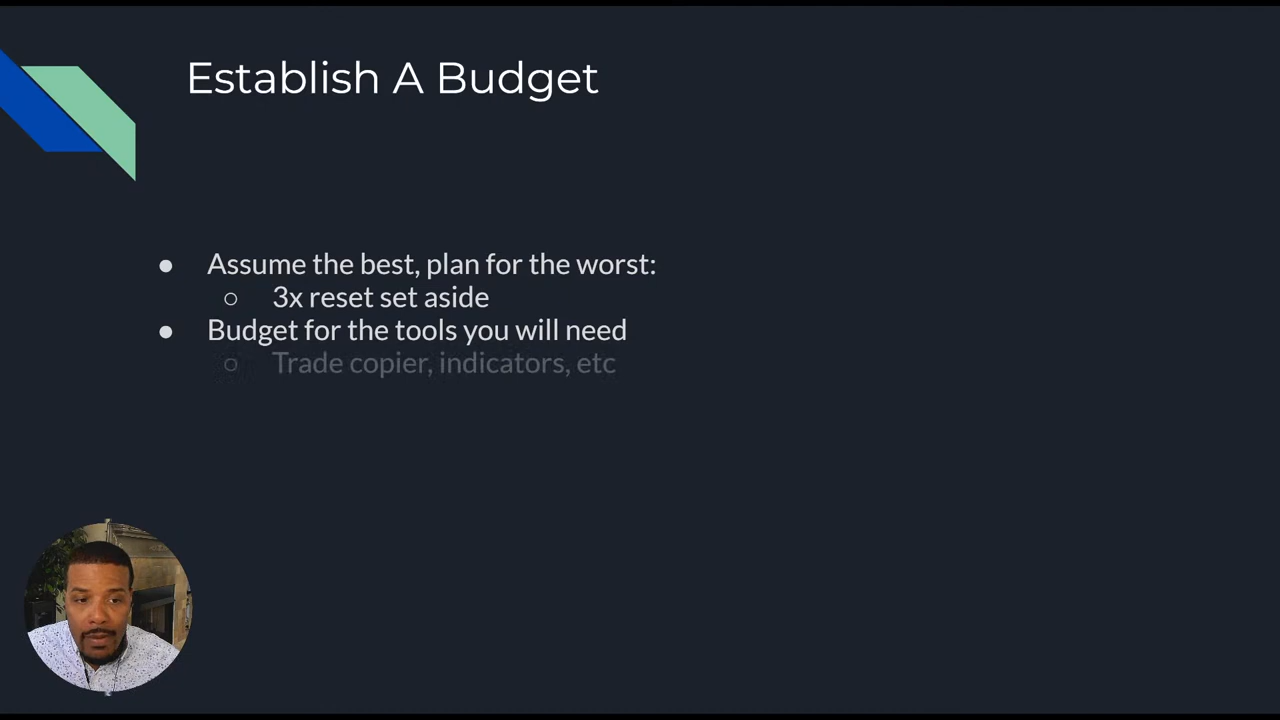 Establish A Budget
● Assume the best, plan for the worst:
○ 3x reset set aside
● Budget for the tools you will need
○ Trade copier, indicators, etc